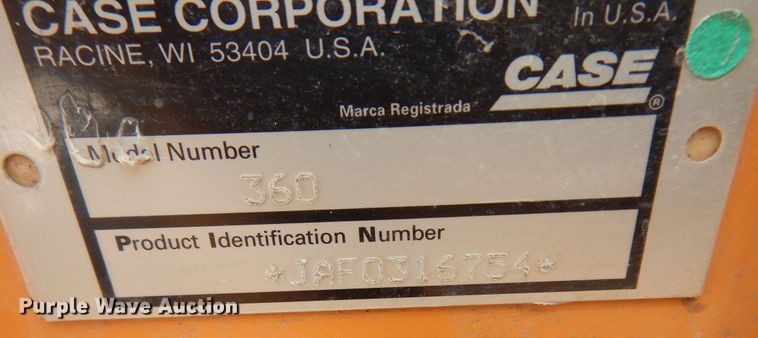 CASE CORPORATION
In U.S.A.
RACINE, WI 53404 U.S.A.
CASE
®
Marca Registrada
Model Number
360
Product Identification Number
*JAF0316754*
Purple Wave Auction